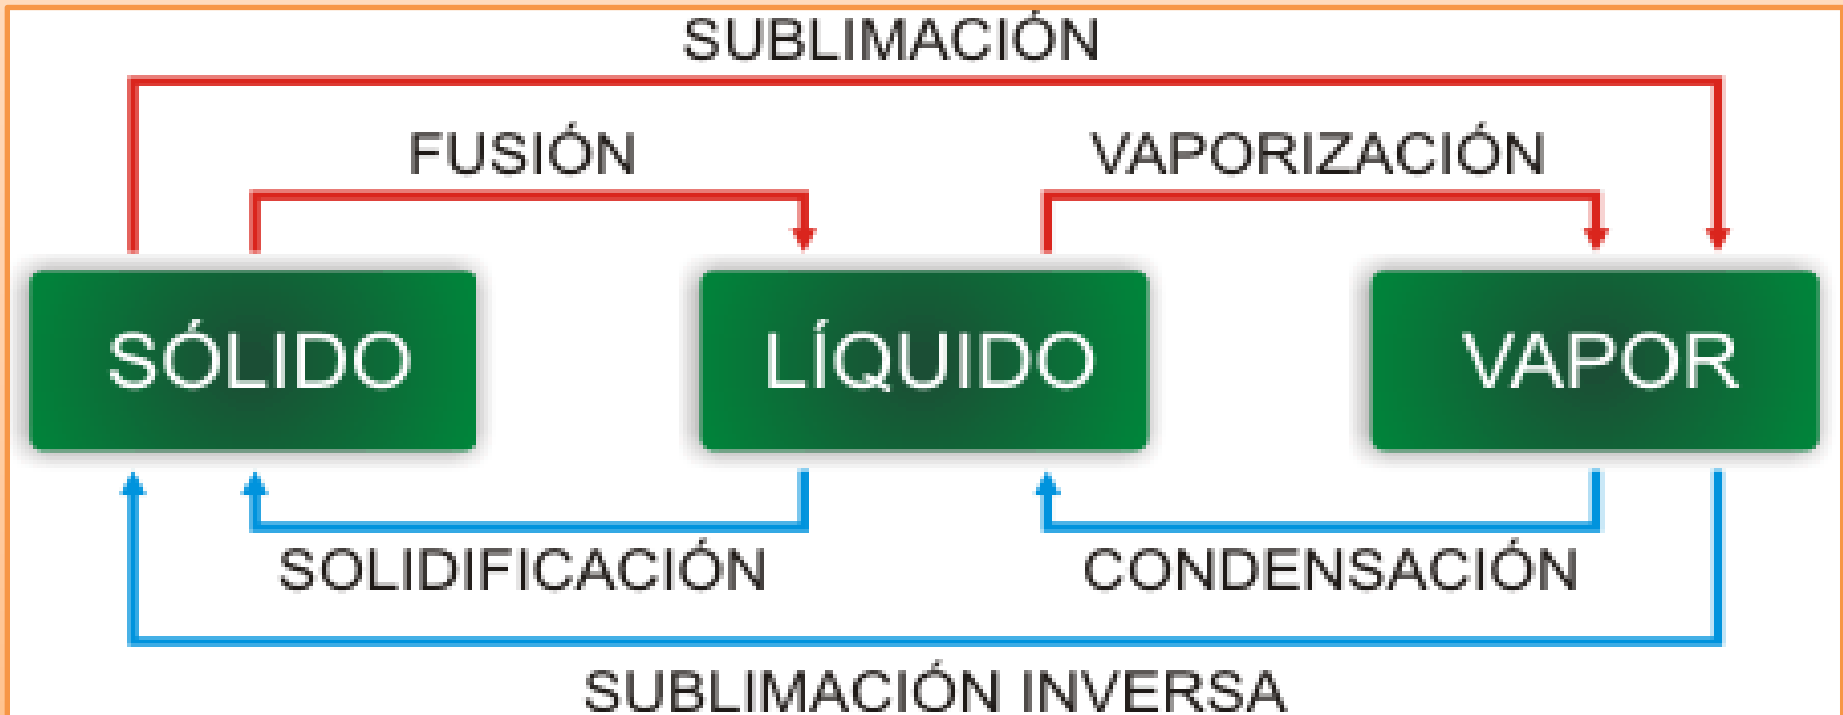 SUBLIMACIÓN
FUSIÓN
VAPORIZACIÓN
SÓLIDO
LÍQUIDO
VAPOR
SOLIDIFICACIÓN
CONDENSACIÓN
SUBLIMACIÓN INVERSA